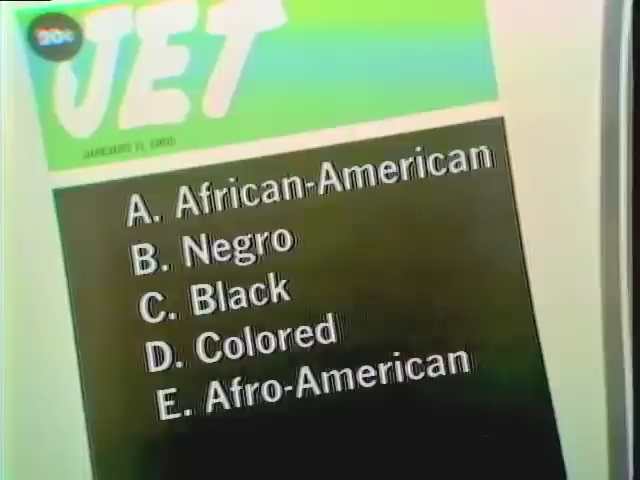 20¢
JET
A. African-American
B. Negro
C. Black
D. Colored
E. Afro-American